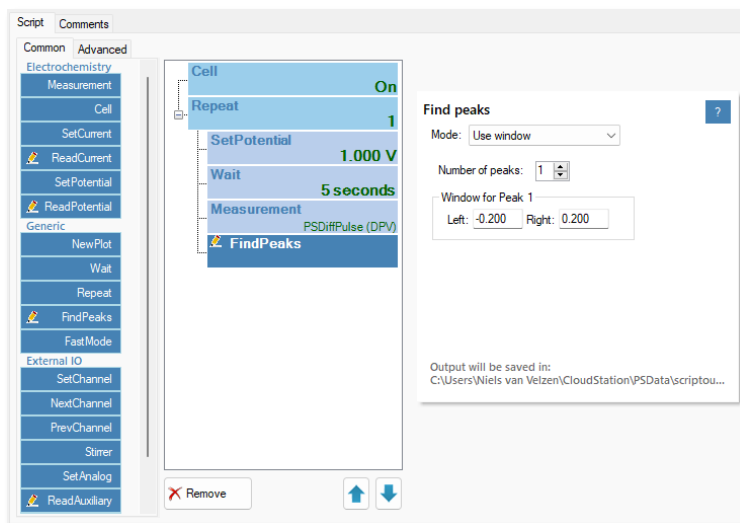 Script Comments
Common Advanced
Electrochemistry
Measurement
Cell
SetCurrent
ReadCurrent
SetPotential
ReadPotential
Generic
NewPlot
Wait
Repeat
FindPeaks
FastMode
External IO
SetChannel
NextChannel
PrevChannel
Stirrer
SetAnalog
ReadAuxiliary
Cell
On
Repeat
1
SetPotential
1.000 V
Wait
5 seconds
Measurement
PSDiffPulse (DPV)
FindPeaks
Remove
Find peaks
?
Mode: Use window
Number of peaks: 1
Window for Peak 1
Left: -0.200 Right: 0.200
Output will be saved in:
C:\Users\Niels van Velzen\CloudStation\PSData\scriptou...